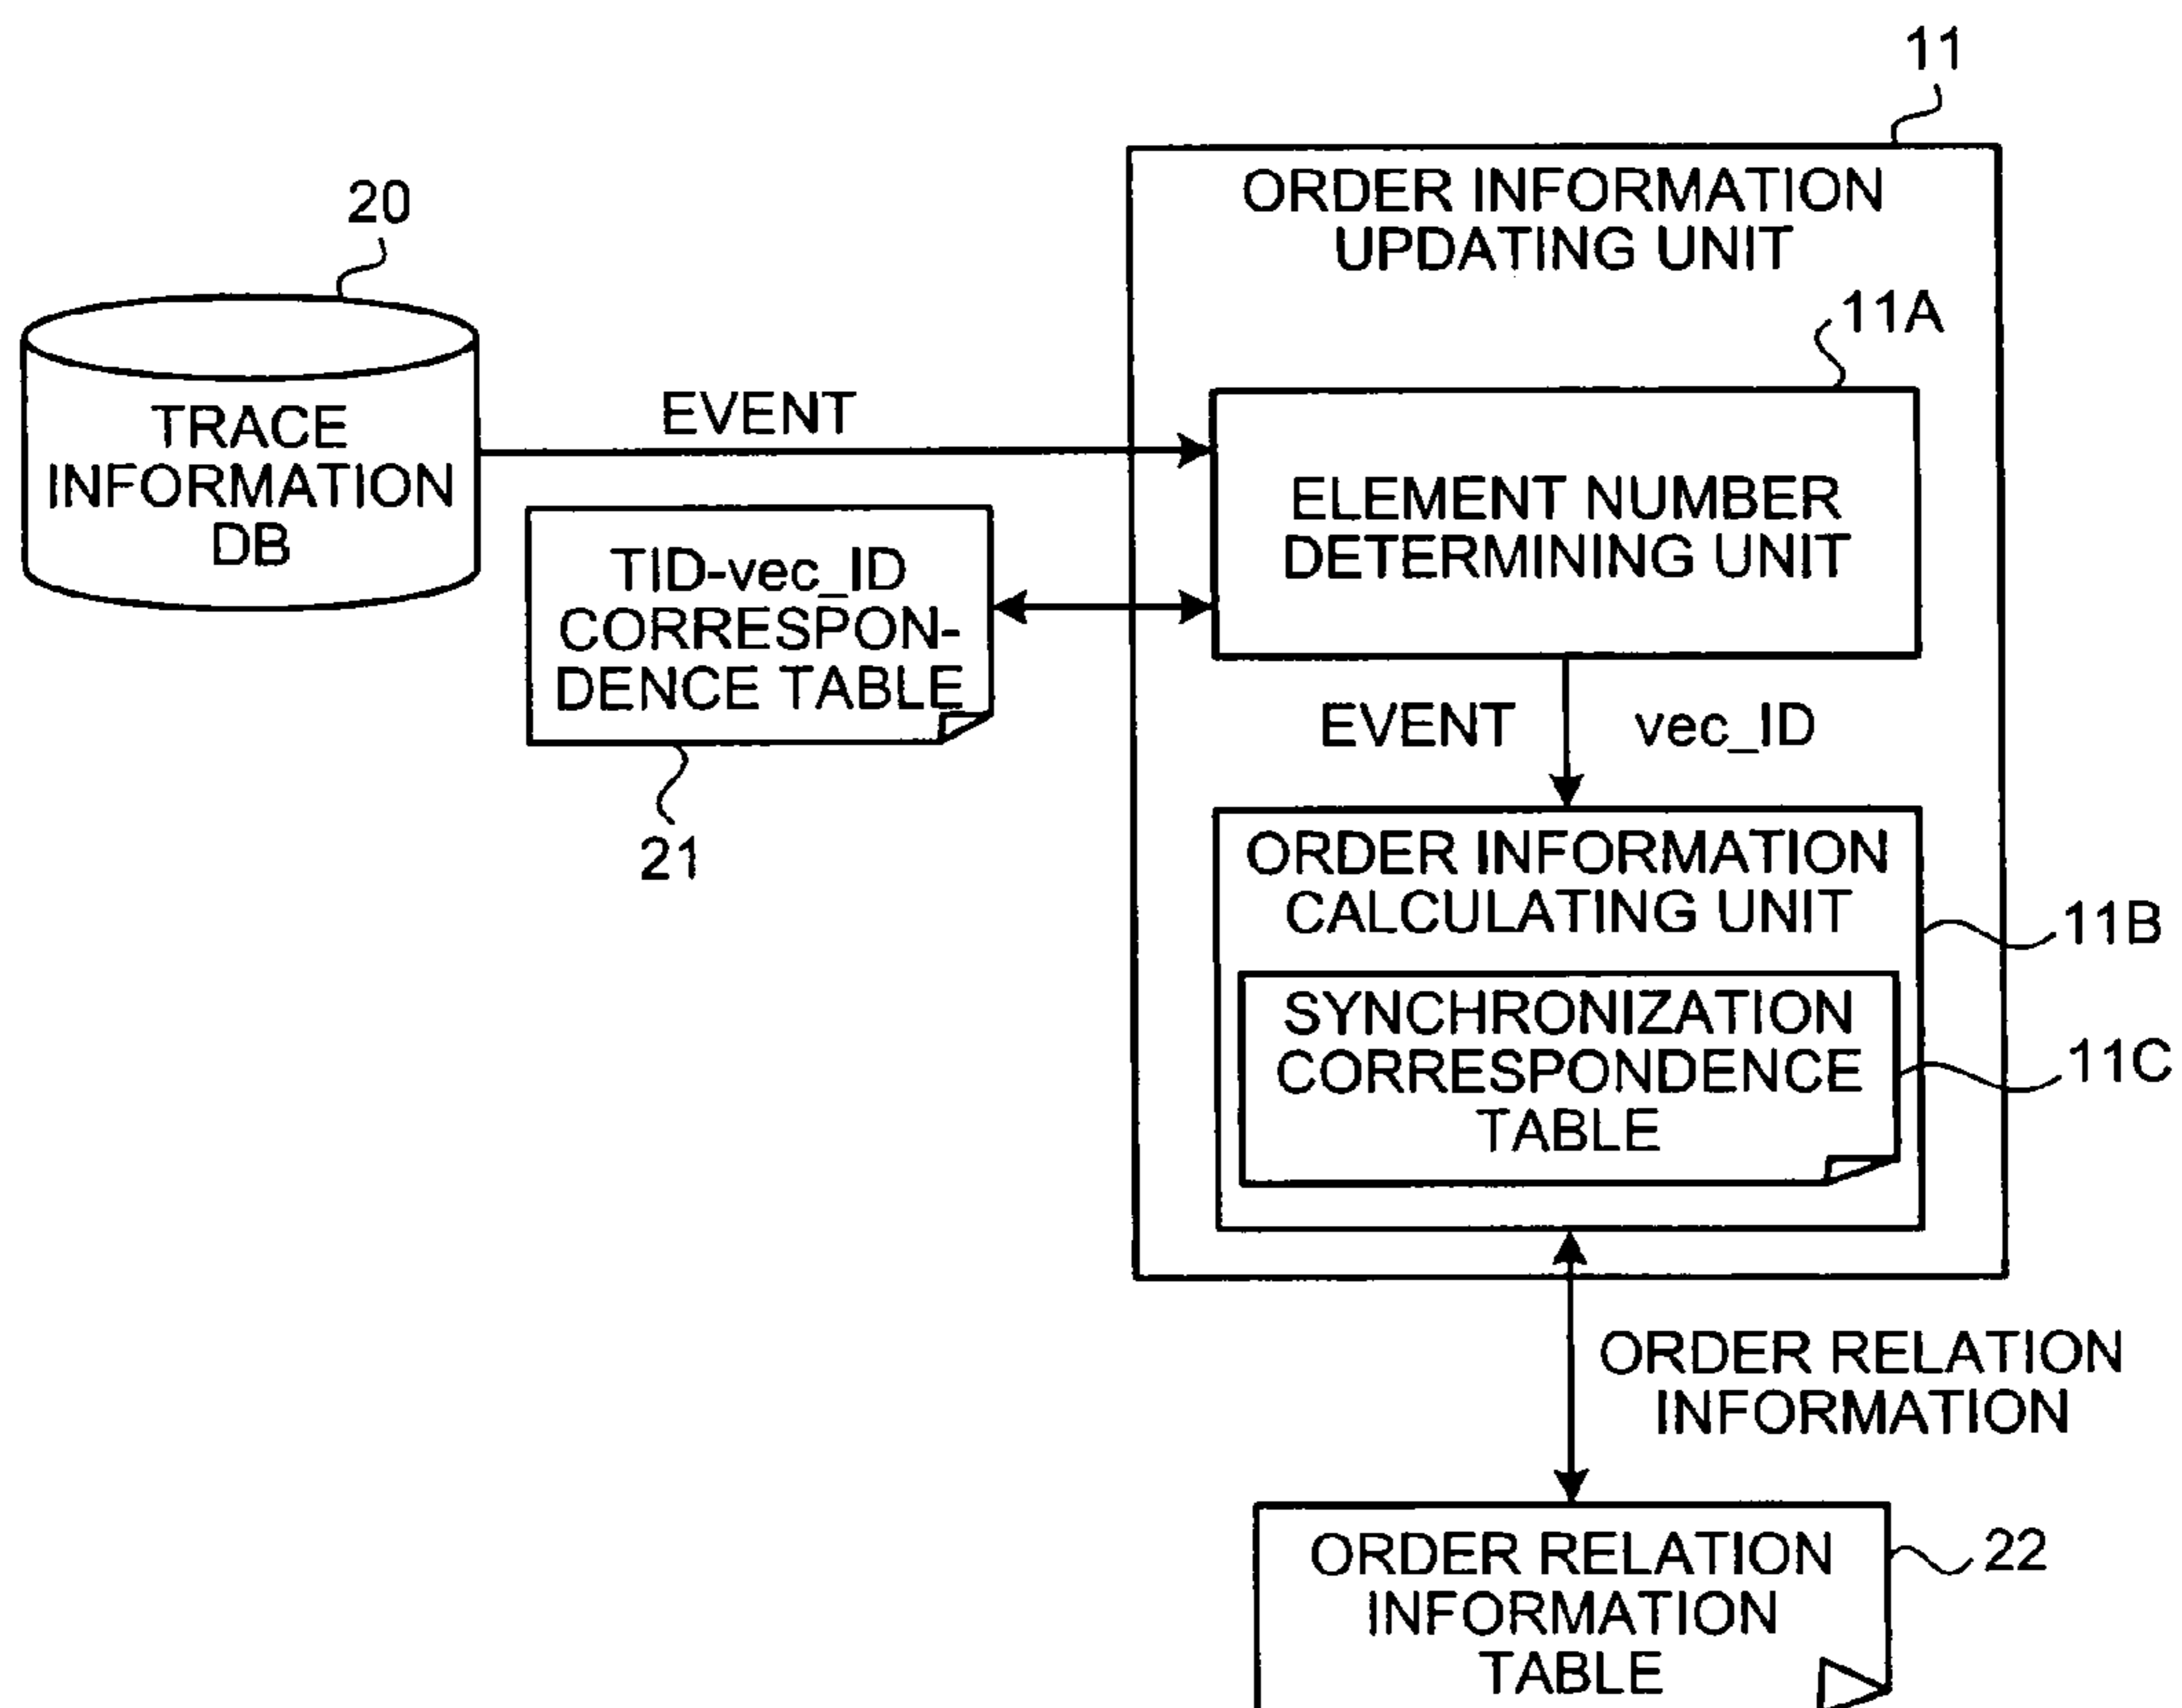 11
ORDER INFORMATION
UPDATING UNIT
20
11A
TRACE
INFORMATION
DB
EVENT
ELEMENT NUMBER
DETERMINING UNIT
TID-vec_ID
CORRESPON-
DENCE TABLE
21
EVENT vec_ID
ORDER INFORMATION
CALCULATING UNIT
11B
SYNCHRONIZATION
CORRESPONDENCE
TABLE
11C
ORDER RELATION
INFORMATION
ORDER RELATION
INFORMATION
TABLE
22